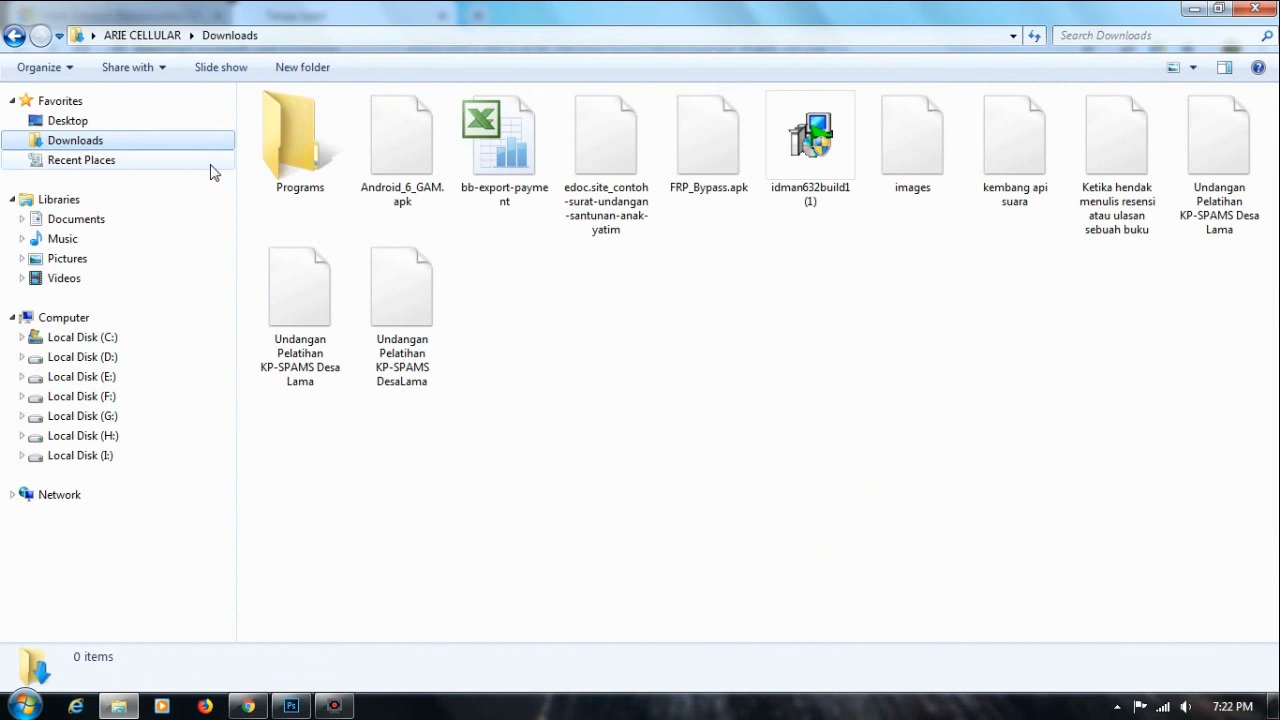 ARIE CELLULAR Downloads
Search Downloads
Organize Share with Slide show New folder
Favorites
Desktop
Downloads
Recent Places
Libraries
Documents
Music
Pictures
Videos
Computer
Local Disk (C:)
Local Disk (D:)
Local Disk (E:)
Local Disk (F:)
Local Disk (G:)
Local Disk (H:)
Local Disk (I:)
Network
Programs
Android_6_GAM.
apk
bb-export-payme
nt
edoc.site_contoh
-surat-undangan
-santunan-anak-
yatim
FRP_Bypass.apk
idman632build1
(1)
images
kembang api
suara
Ketika hendak
menulis resensi
atau ulasan
sebuah buku
Undangan
Pelatihan
KP-SPAMS Desa
Lama
Undangan
Pelatihan
KP-SPAMS Desa
Lama
Undangan
Pelatihan
KP-SPAMS
DesaLama
0 items
Ps
7:22 PM